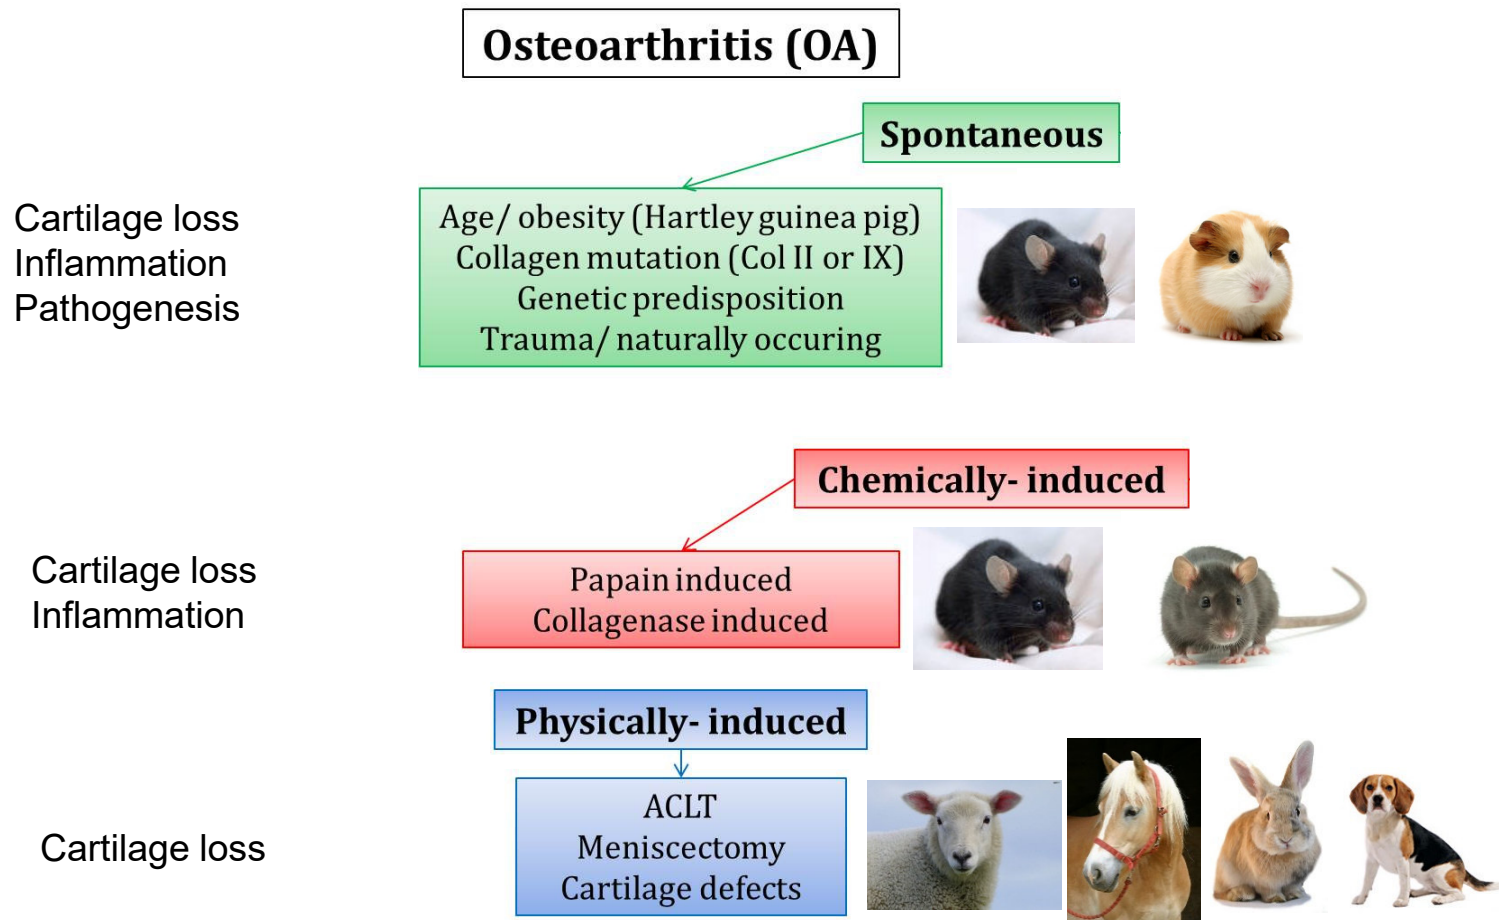 Osteoarthritis (OA)
Spontaneous
Cartilage loss
Inflammation
Pathogenesis
Age/ obesity (Hartley guinea pig)
Collagen mutation (Col II or IX)
Genetic predisposition
Trauma/ naturally occuring
Chemically- induced
Cartilage loss
Inflammation
Papain induced
Collagenase induced
Physically- induced
Cartilage loss
ACLT
Meniscectomy
Cartilage defects